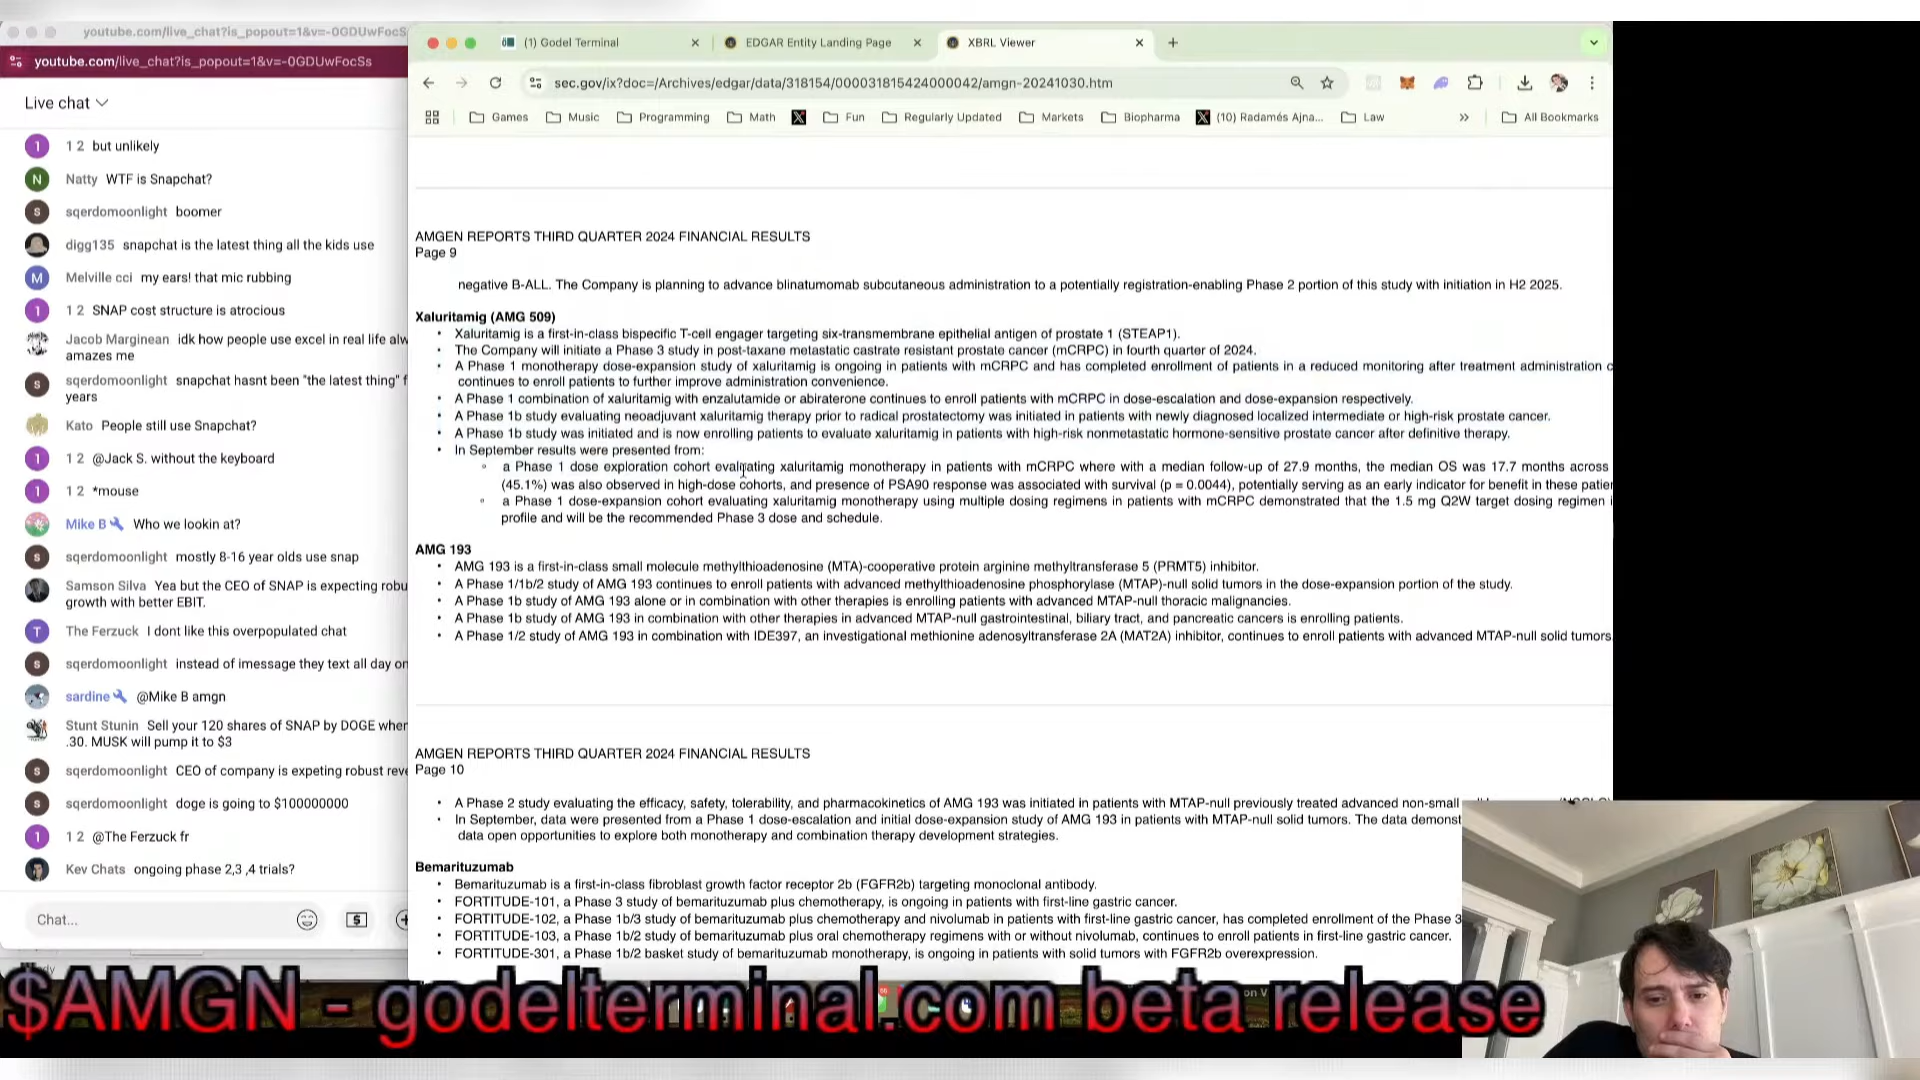 youtube.com/live_chat?is_popout=1&v=-0GDUwFocS
youtube.com/live_chat?is_popout=1&v=-0GDUwFocSs
Live chat
1 2 but unlikely
Natty WTF is Snapchat?
sqerdomoonlight boomer
digg135 snapchat is the latest thing all the kids use
Melville cci my ears! that mic rubbing
1 2 SNAP cost structure is atrocious
Jacob Marginean idk how people use excel in real life alw
amazes me
sqerdomoonlight snapchat hasnt been "the latest thing" f
years
Kato People still use Snapchat?
1 2 @Jack S. without the keyboard
1 2 *mouse
Mike B Who we lookin at?
sqerdomoonlight mostly 8-16 year olds use snap
Samson Silva Yea but the CEO of SNAP is expecting robu
growth with better EBIT.
The Ferzuck I dont like this overpopulated chat
sqerdomoonlight instead of imessage they text all day on
sardine @Mike B amgn
Stunt Stunin Sell your 120 shares of SNAP by DOGE wher
.30. MUSK will pump it to $3
sqerdomoonlight CEO of company is expeting robust reve
sqerdomoonlight doge is going to $100000000
1 2 @The Ferzuck fr
Kev Chats ongoing phase 2,3 ,4 trials?
Chat...
(1) Godel Terminal
EDGAR Entity Landing Page
XBRL Viewer
sec.gov/ix?doc=/Archives/edgar/data/318154/000031815424000042/amgn-20241030.htm
Games Music Programming Math Fun Regularly Updated Markets Biopharma (10) Radamés Ajna... Law » All Bookmarks
AMGEN REPORTS THIRD QUARTER 2024 FINANCIAL RESULTS
Page 9
negative B-ALL. The Company is planning to advance blinatumomab subcutaneous administration to a potentially registration-enabling Phase 2 portion of this study with initiation in H2 2025.
Xaluritamig (AMG 509)
• Xaluritamig is a first-in-class bispecific T-cell engager targeting six-transmembrane epithelial antigen of prostate 1 (STEAP1).
• The Company will initiate a Phase 3 study in post-taxane metastatic castrate resistant prostate cancer (mCRPC) in fourth quarter of 2024.
• A Phase 1 monotherapy dose-expansion study of xaluritamig is ongoing in patients with mCRPC and has completed enrollment of patients in a reduced monitoring after treatment administration c
continues to enroll patients to further improve administration convenience.
• A Phase 1 combination of xaluritamig with enzalutamide or abiraterone continues to enroll patients with mCRPC in dose-escalation and dose-expansion respectively.
• A Phase 1b study evaluating neoadjuvant xaluritamig therapy prior to radical prostatectomy was initiated in patients with newly diagnosed localized intermediate or high-risk prostate cancer.
• A Phase 1b study was initiated and is now enrolling patients to evaluate xaluritamig in patients with high-risk nonmetastatic hormone-sensitive prostate cancer after definitive therapy.
• In September results were presented from:
◦ a Phase 1 dose exploration cohort evaluating xaluritamig monotherapy in patients with mCRPC where with a median follow-up of 27.9 months, the median OS was 17.7 months across
(45.1%) was also observed in high-dose cohorts, and presence of PSA90 response was associated with survival (p = 0.0044), potentially serving as an early indicator for benefit in these patien
◦ a Phase 1 dose-expansion cohort evaluating xaluritamig monotherapy using multiple dosing regimens in patients with mCRPC demonstrated that the 1.5 mg Q2W target dosing regimen i
profile and will be the recommended Phase 3 dose and schedule.
AMG 193
• AMG 193 is a first-in-class small molecule methylthioadenosine (MTA)-cooperative protein arginine methyltransferase 5 (PRMT5) inhibitor.
• A Phase 1/1b/2 study of AMG 193 continues to enroll patients with advanced methylthioadenosine phosphorylase (MTAP)-null solid tumors in the dose-expansion portion of the study.
• A Phase 1b study of AMG 193 alone or in combination with other therapies is enrolling patients with advanced MTAP-null thoracic malignancies.
• A Phase 1b study of AMG 193 in combination with other therapies in advanced MTAP-null gastrointestinal, biliary tract, and pancreatic cancers is enrolling patients.
• A Phase 1/2 study of AMG 193 in combination with IDE397, an investigational methionine adenosyltransferase 2A (MAT2A) inhibitor, continues to enroll patients with advanced MTAP-null solid tumors
AMGEN REPORTS THIRD QUARTER 2024 FINANCIAL RESULTS
Page 10
• A Phase 2 study evaluating the efficacy, safety, tolerability, and pharmacokinetics of AMG 193 was initiated in patients with MTAP-null previously treated advanced non-small
• In September, data were presented from a Phase 1 dose-escalation and initial dose-expansion study of AMG 193 in patients with MTAP-null solid tumors. The data demonst
data open opportunities to explore both monotherapy and combination therapy development strategies.
Bemarituzumab
• Bemarituzumab is a first-in-class fibroblast growth factor receptor 2b (FGFR2b) targeting monoclonal antibody.
• FORTITUDE-101, a Phase 3 study of bemarituzumab plus chemotherapy, is ongoing in patients with first-line gastric cancer.
• FORTITUDE-102, a Phase 1b/3 study of bemarituzumab plus chemotherapy and nivolumab in patients with first-line gastric cancer, has completed enrollment of the Phase 3
• FORTITUDE-103, a Phase 1b/2 study of bemarituzumab plus oral chemotherapy regimens with or without nivolumab, continues to enroll patients in first-line gastric cancer.
• FORTITUDE-301, a Phase 1b/2 basket study of bemarituzumab monotherapy, is ongoing in patients with solid tumors with FGFR2b overexpression.
$AMGN - godelterminal.com beta release